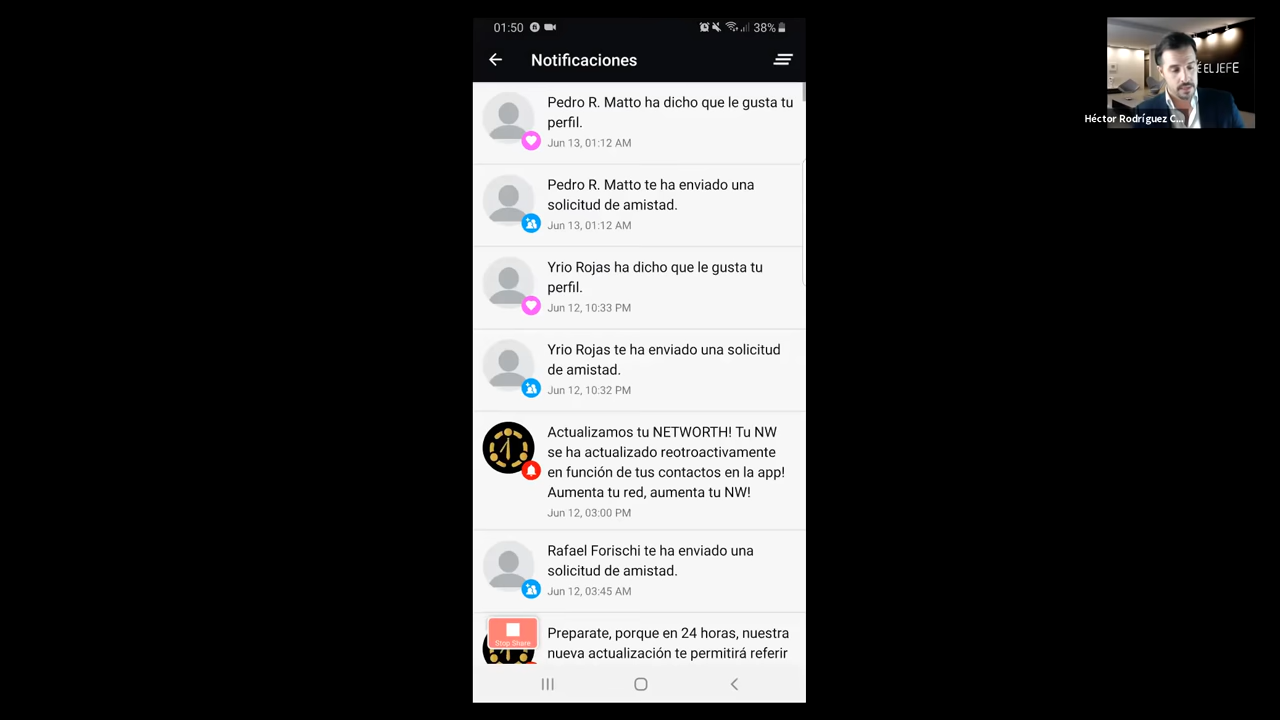 01:50
38%
Notificaciones
Pedro R. Matto ha dicho que le gusta tu
perfil.
Jun 13, 01:12 AM
Pedro R. Matto te ha enviado una
solicitud de amistad.
Jun 13, 01:12 AM
Yrio Rojas ha dicho que le gusta tu
perfil.
Jun 12, 10:33 PM
Yrio Rojas te ha enviado una solicitud
de amistad.
Jun 12, 10:32 PM
Actualizamos tu NETWORTH! Tu NW
se ha actualizado reotroactivamente
en función de tus contactos en la app!
Aumenta tu red, aumenta tu NW!
Jun 12, 03:00 PM
Rafael Forischi te ha enviado una
solicitud de amistad.
Jun 12, 03:45 AM
Stop Share
Preparate, porque en 24 horas, nuestra
nueva actualización te permitirá referir
É EL JEFE
Héctor Rodríguez C...